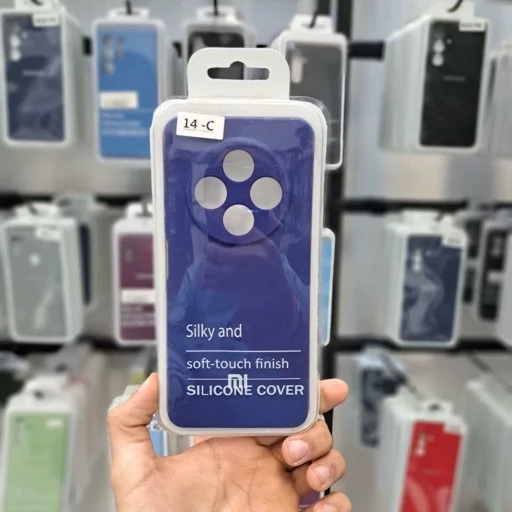 14-C
Silky and
soft-touch finish
mi
SILICONE COVER